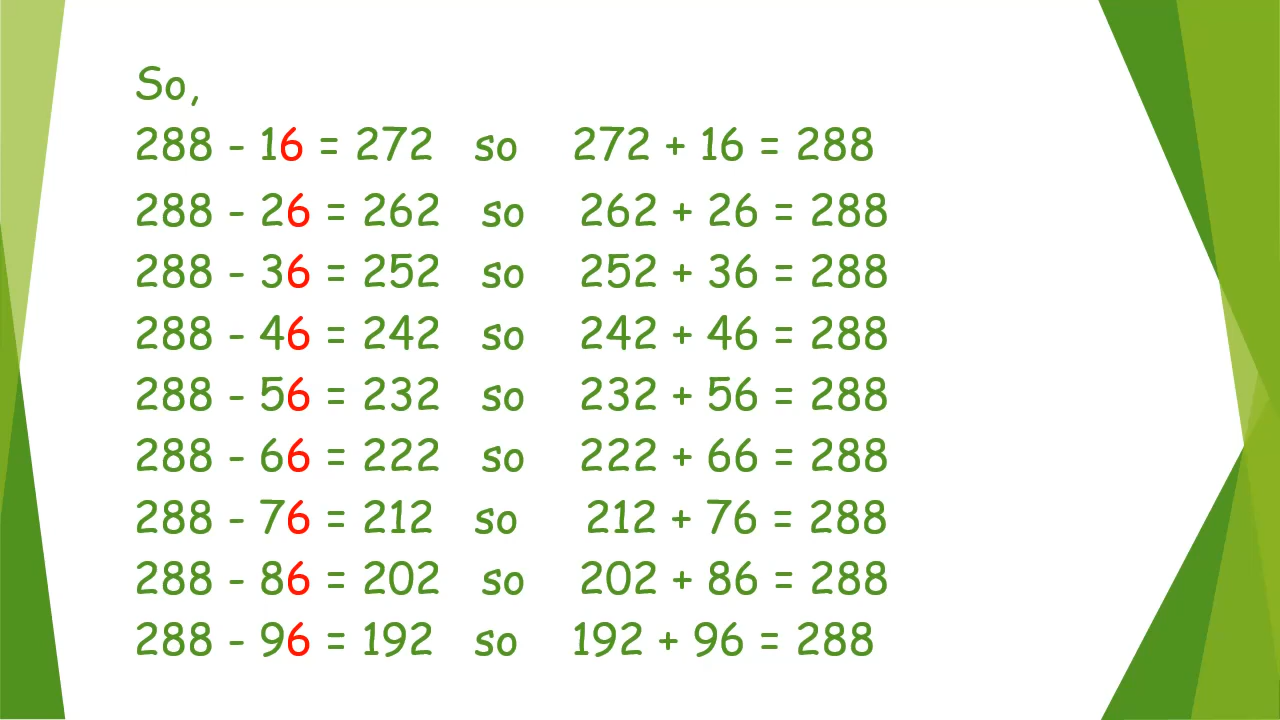 So,
288 - 16 = 272 so 272 + 16 = 288
288 - 26 = 262 so 262 + 26 = 288
288 - 36 = 252 so 252 + 36 = 288
288 - 46 = 242 so 242 + 46 = 288
288 - 56 = 232 so 232 + 56 = 288
288 - 66 = 222 so 222 + 66 = 288
288 - 76 = 212 so 212 + 76 = 288
288 - 86 = 202 so 202 + 86 = 288
288 - 96 = 192 so 192 + 96 = 288